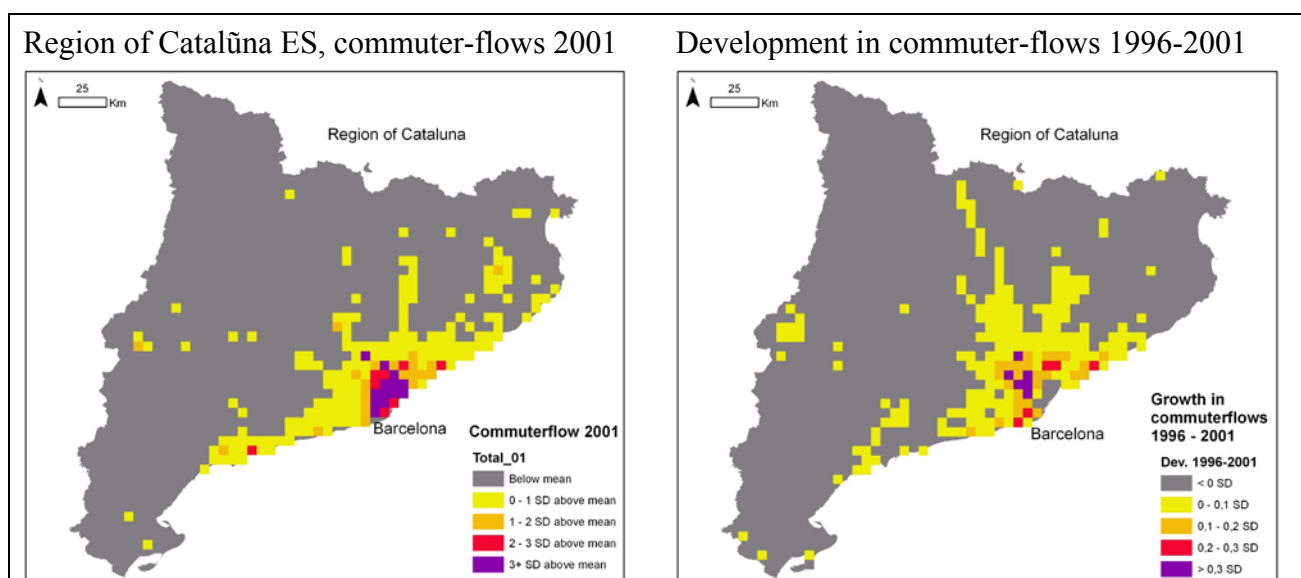 Region of Catalũna ES, commuter-flows 2001
Development in commuter-flows 1996-2001
N
25
Km
Region of Cataluna
Barcelona
Commuterflow 2001
Total_01
Below mean
0 - 1 SD above mean
1 - 2 SD above mean
2 - 3 SD above mean
3+ SD above mean
N
25
Km
Region of Cataluna
Barcelona
Growth in
commuterflows
1996 - 2001
Dev. 1996-2001
< 0 SD
0 - 0,1 SD
0,1 - 0,2 SD
0,2 - 0,3 SD
> 0,3 SD